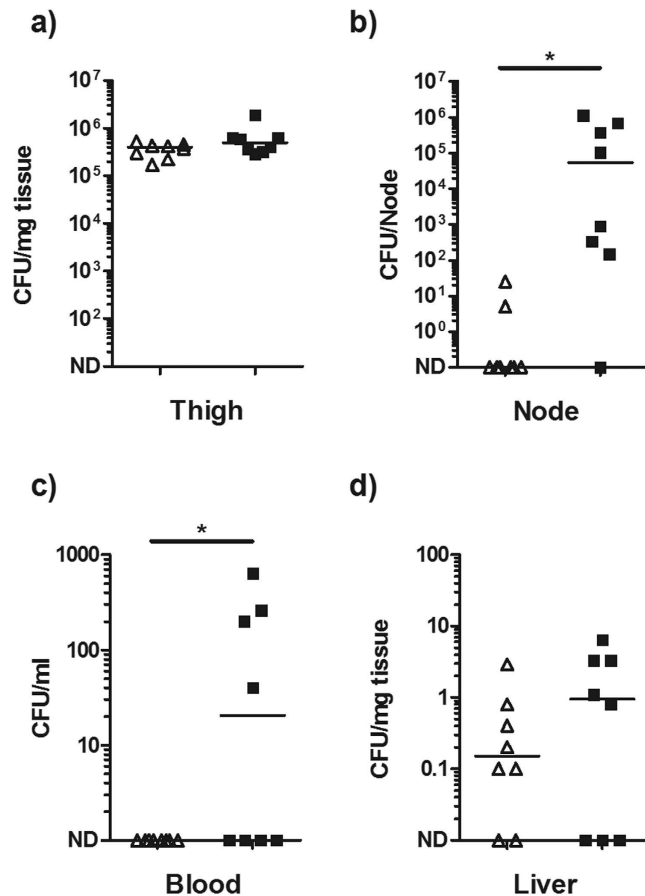 a)
CFU/mg tissue
10⁷
10⁶
10⁵
10⁴
10³
10²
ND
Thigh
b)
*
CFU/Node
10⁷
10⁶
10⁵
10⁴
10³
10²
10¹
10⁰
ND
Node
c)
*
CFU/ml
1000
100
10
ND
Blood
d)
CFU/mg tissue
100
10
1
0.1
ND
Liver